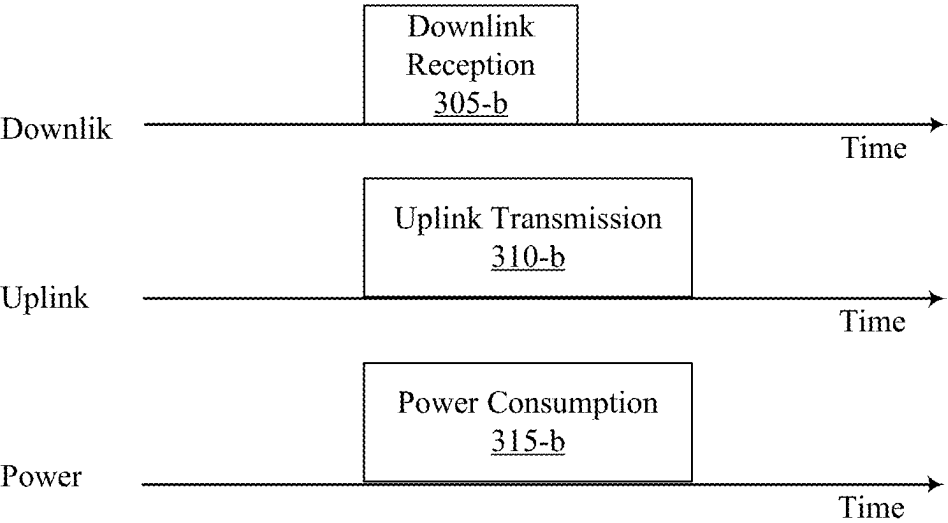 Downlink
Reception
305-b
Downlik
Time
Uplink Transmission
310-b
Uplink
Time
Power Consumption
315-b
Power
Time